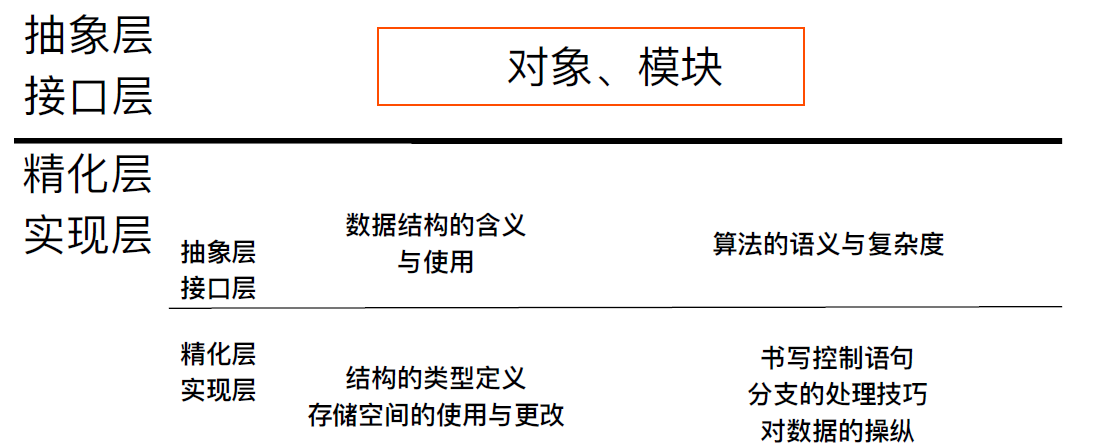 抽象层
接口层
对象、模块
精化层
实现层
抽象层
接口层
数据结构的含义
与使用
算法的语义与复杂度
精化层
实现层
结构的类型定义
存储空间的使用与更改
书写控制语句
分支的处理技巧
对数据的操纵